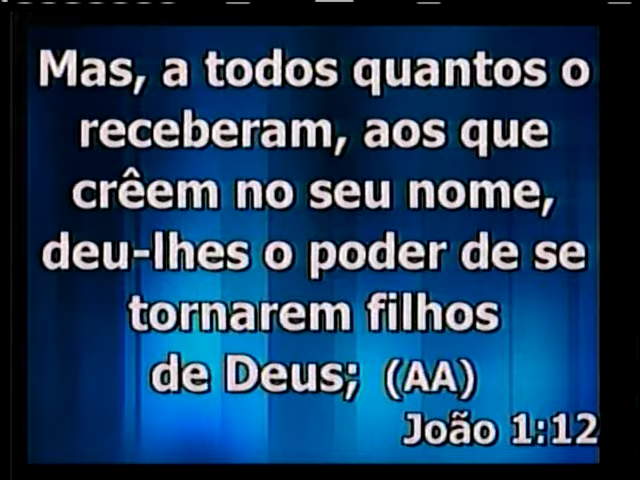 Mas, a todos quantos o
receberam, aos que
crêem no seu nome,
deu-lhes o poder de se
tornarem filhos
de Deus; (AA)
João 1:12